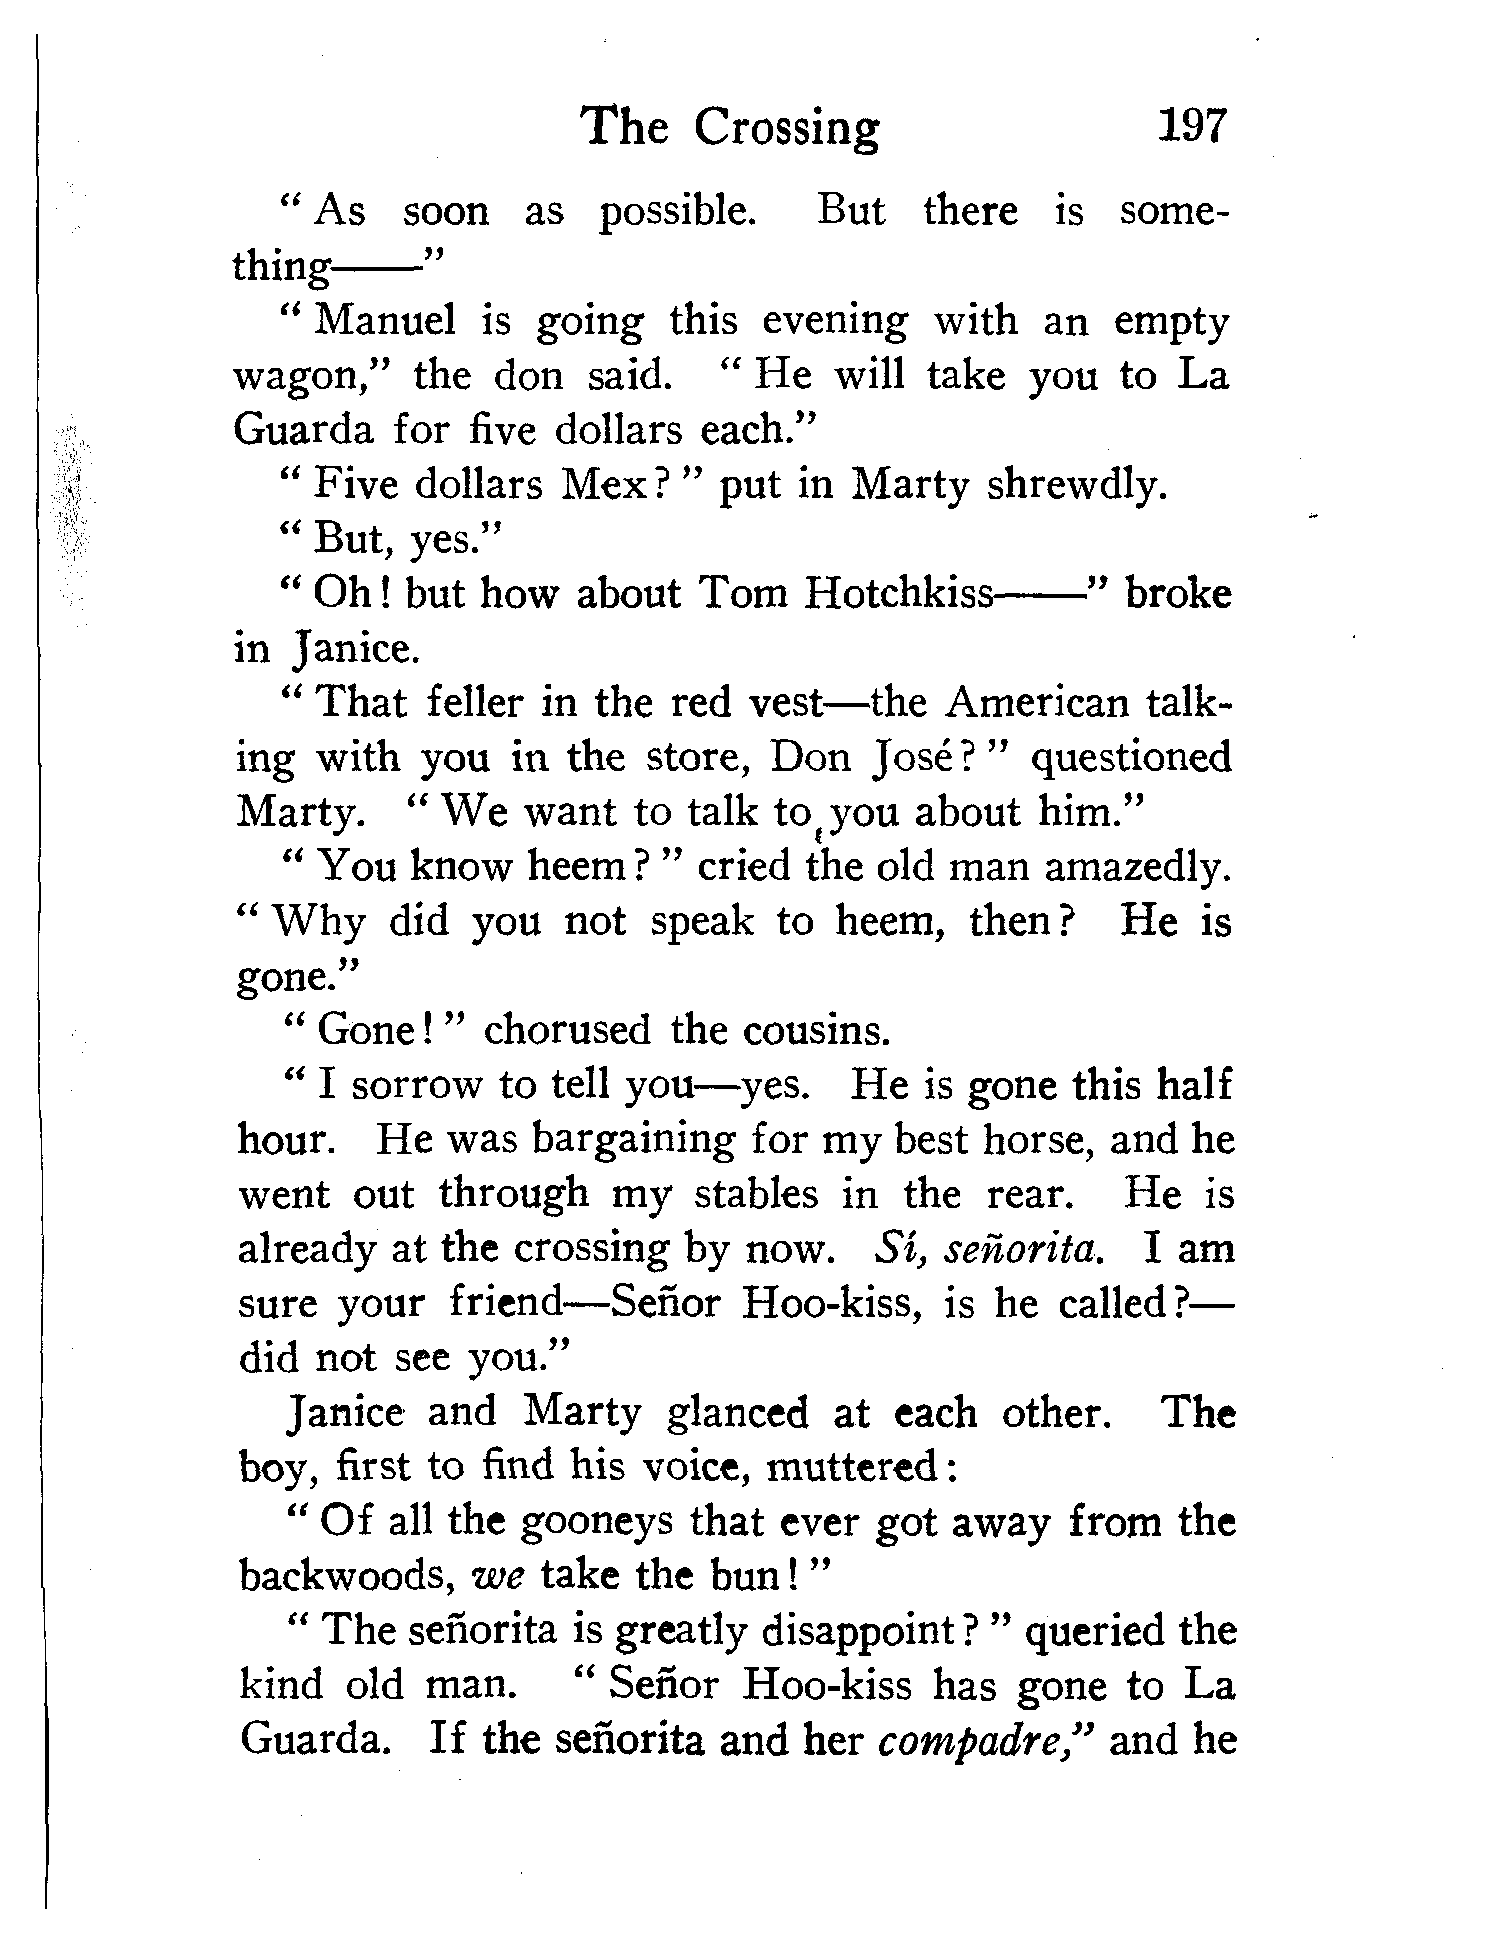 The Crossing 197
“ As soon as possible. But there is some-
thing——”
“ Manuel is going this evening with an empty
wagon,” the don said. “ He will take you to La
Guarda for five dollars each.”
“ Five dollars Mex? ” put in Marty shrewdly.
“ But, yes.”
“ Oh! but how about Tom Hotchkiss——” broke
in Janice.
“ That feller in the red vest—the American talk-
ing with you in the store, Don José? ” questioned
Marty. “ We want to talk to you about him.”
“ You know heem? ” cried the old man amazedly.
“ Why did you not speak to heem, then? He is
gone.”
“ Gone! ” chorused the cousins.
“ I sorrow to tell you—yes. He is gone this half
hour. He was bargaining for my best horse, and he
went out through my stables in the rear. He is
already at the crossing by now. Sí, señorita. I am
sure your friend—Señor Hoo-kiss, is he called?—
did not see you.”
Janice and Marty glanced at each other. The
boy, first to find his voice, muttered:
“ Of all the gooneys that ever got away from the
backwoods, we take the bun! ”
“ The señorita is greatly disappoint? ” queried the
kind old man. “ Señor Hoo-kiss has gone to La
Guarda. If the señorita and her compadre,” and he